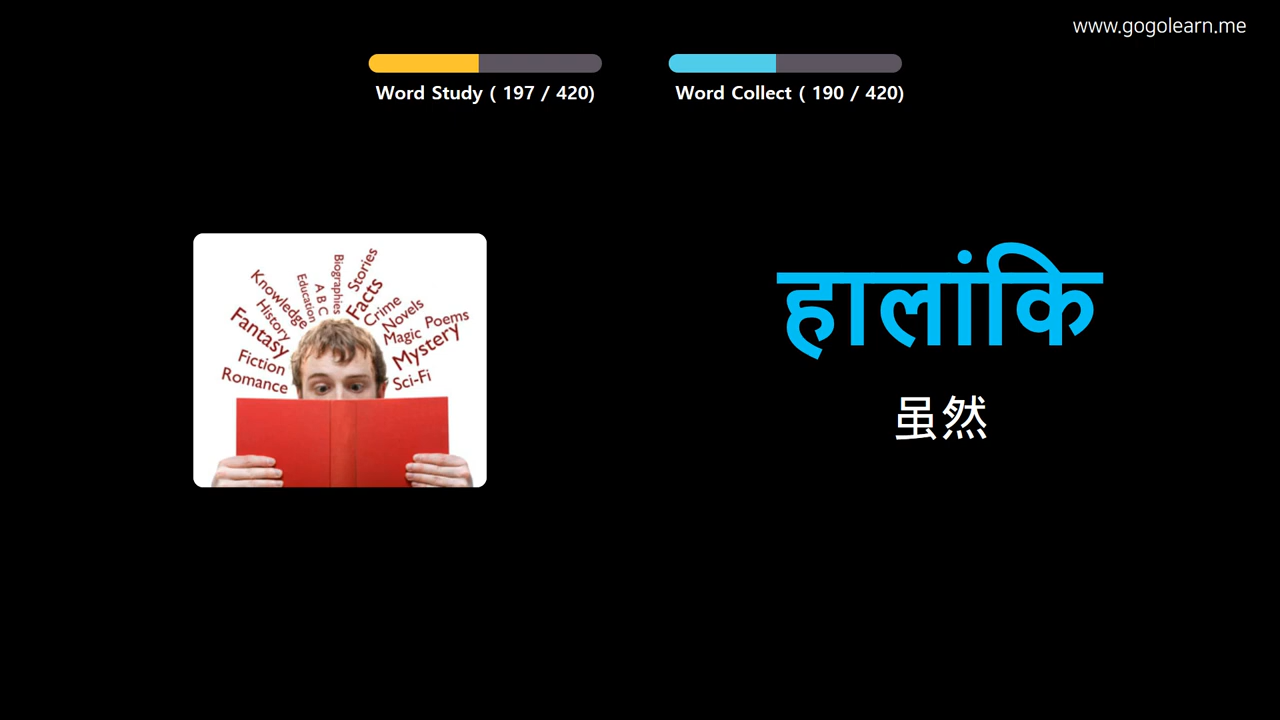 www.gogolearn.me
Word Study ( 197 / 420)
Word Collect ( 190 / 420)
Knowledge
History
Fantasy
Fiction
Romance
Education
A B C
Biographies
Stories
Facts
Crime
Novels
Magic
Poems
Mystery
Sci-Fi
हालांकि
虽然